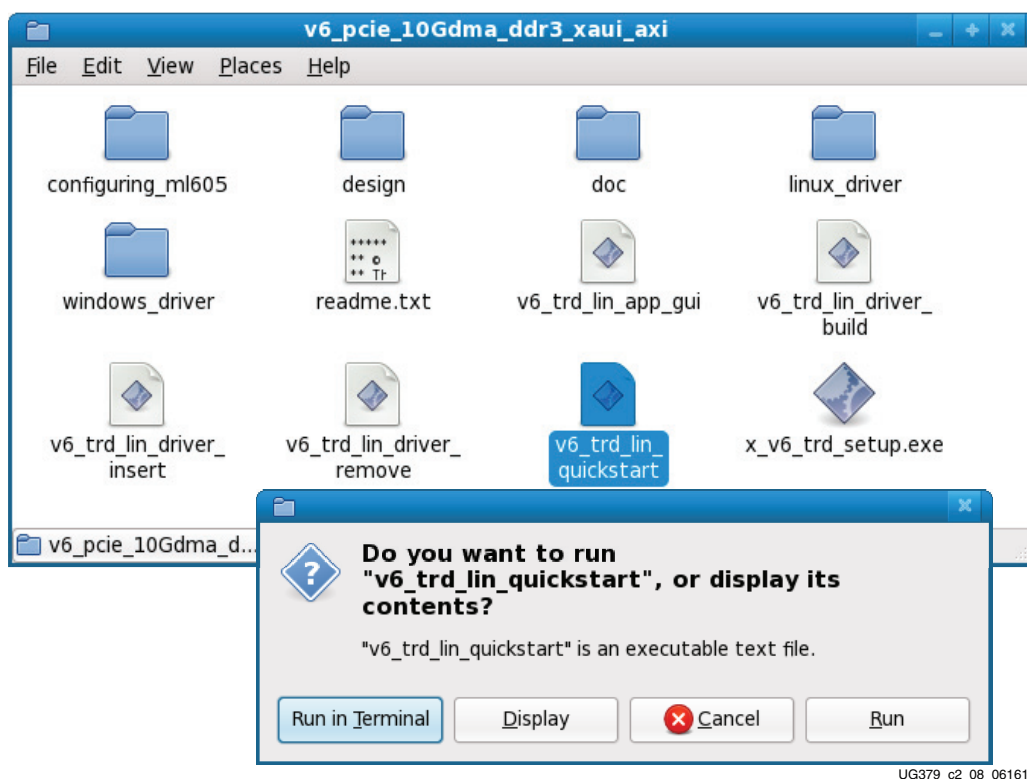 v6_pcie_10Gdma_ddr3_xaui_axi
File Edit View Places Help
configuring_ml605 design doc linux_driver
windows_driver readme.txt v6_trd_lin_app_gui v6_trd_lin_driver_
build
v6_trd_lin_driver_ v6_trd_lin_driver_ v6_trd_lin_ x_v6_trd_setup.exe
insert remove quickstart
v6_pcie_10Gdma_d...
Do you want to run
"v6_trd_lin_quickstart", or display its
contents?
"v6_trd_lin_quickstart" is an executable text file.
Run in Terminal Display Cancel Run
UG379_c2_08_06161